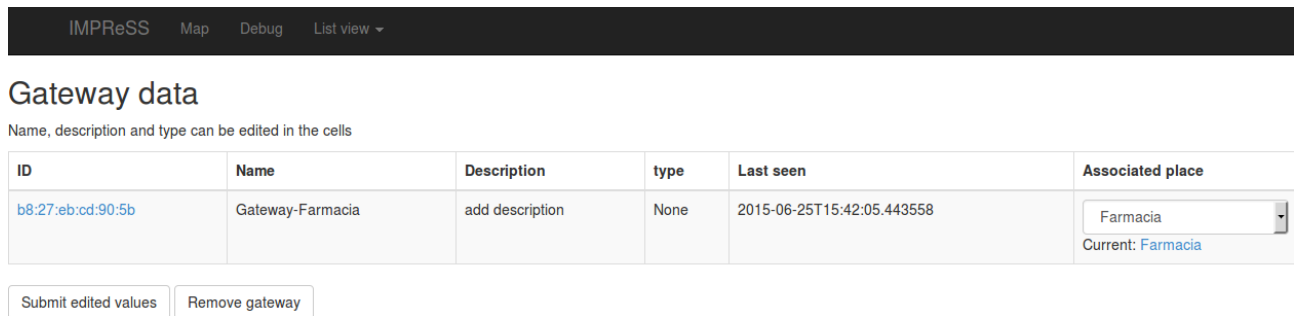 IMPReSS Map Debug List view
Gateway data
Name, description and type can be edited in the cells
ID Name Description type Last seen Associated place
b8:27:eb:cd:90:5b Gateway-Farmacia add description None 2015-06-25T15:42:05.443558 Farmacia
Current: Farmacia
Submit edited values Remove gateway